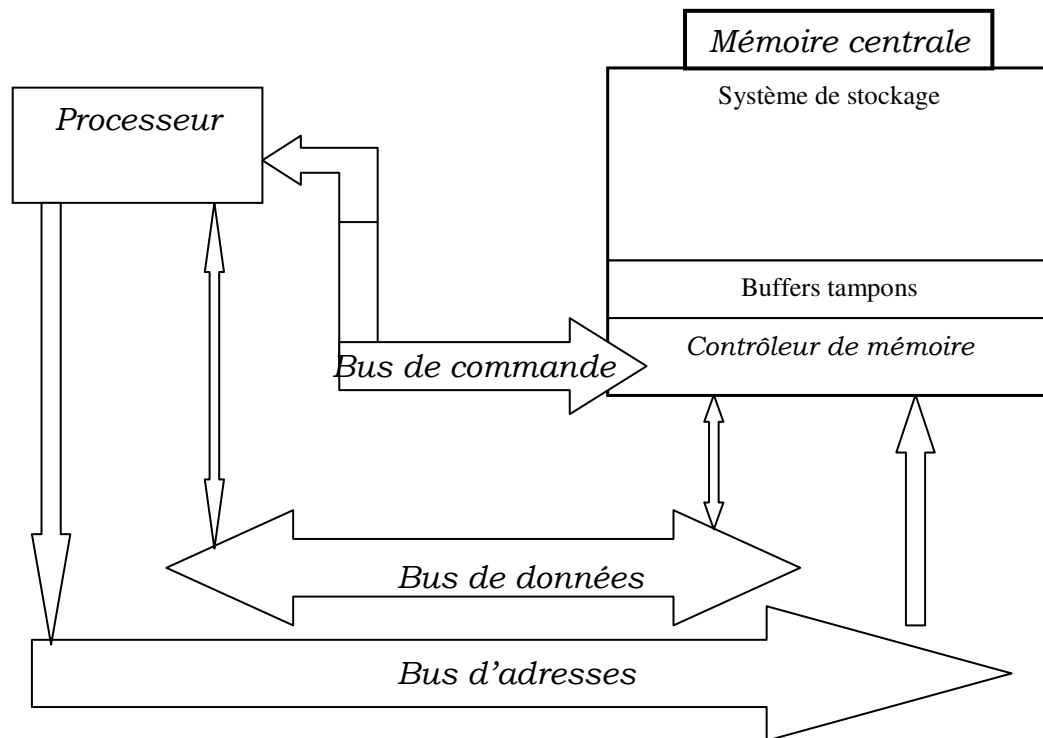 Mémoire centrale
Système de stockage
Processeur
Buffers tampons
Contrôleur de mémoire
Bus de commande
Bus de données
Bus d’adresses